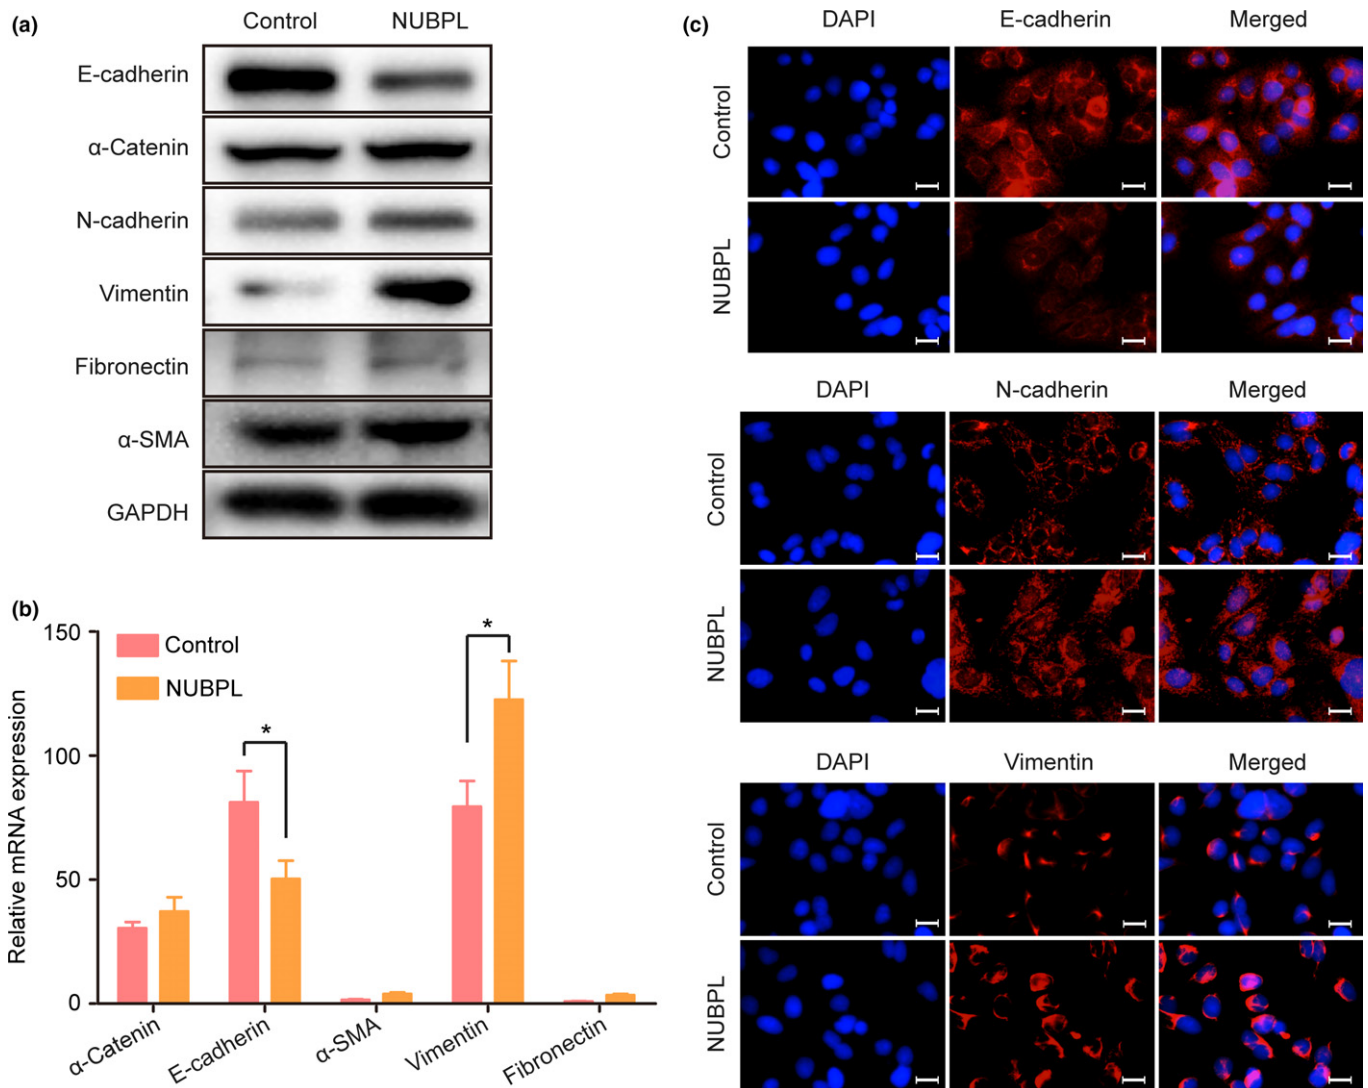 (a)
Control NUBPL
E-cadherin
α-Catenin
N-cadherin
Vimentin
Fibronectin
α-SMA
GAPDH
(b)
Relative mRNA expression
150
100
50
0
Control
NUBPL
*
*
α-Catenin
E-cadherin
α-SMA
Vimentin
Fibronectin
(c)
DAPI E-cadherin Merged
Control
NUBPL
DAPI N-cadherin Merged
Control
NUBPL
DAPI Vimentin Merged
Control
NUBPL